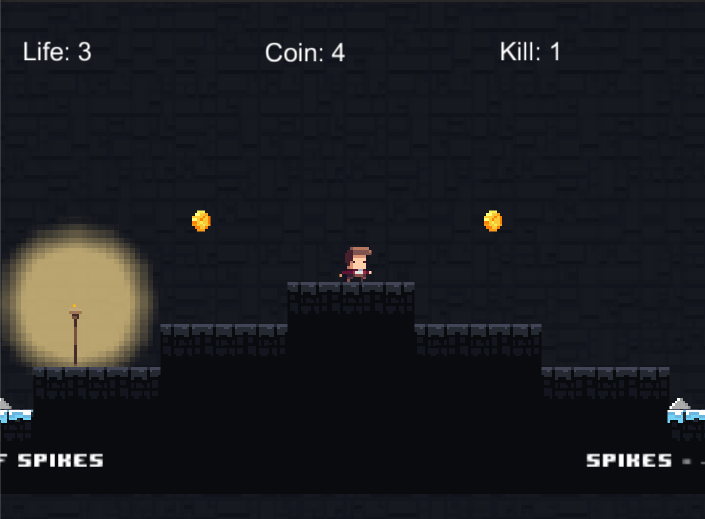 Life: 3
Coin: 4
Kill: 1
F SPIKES
SPIKES - -